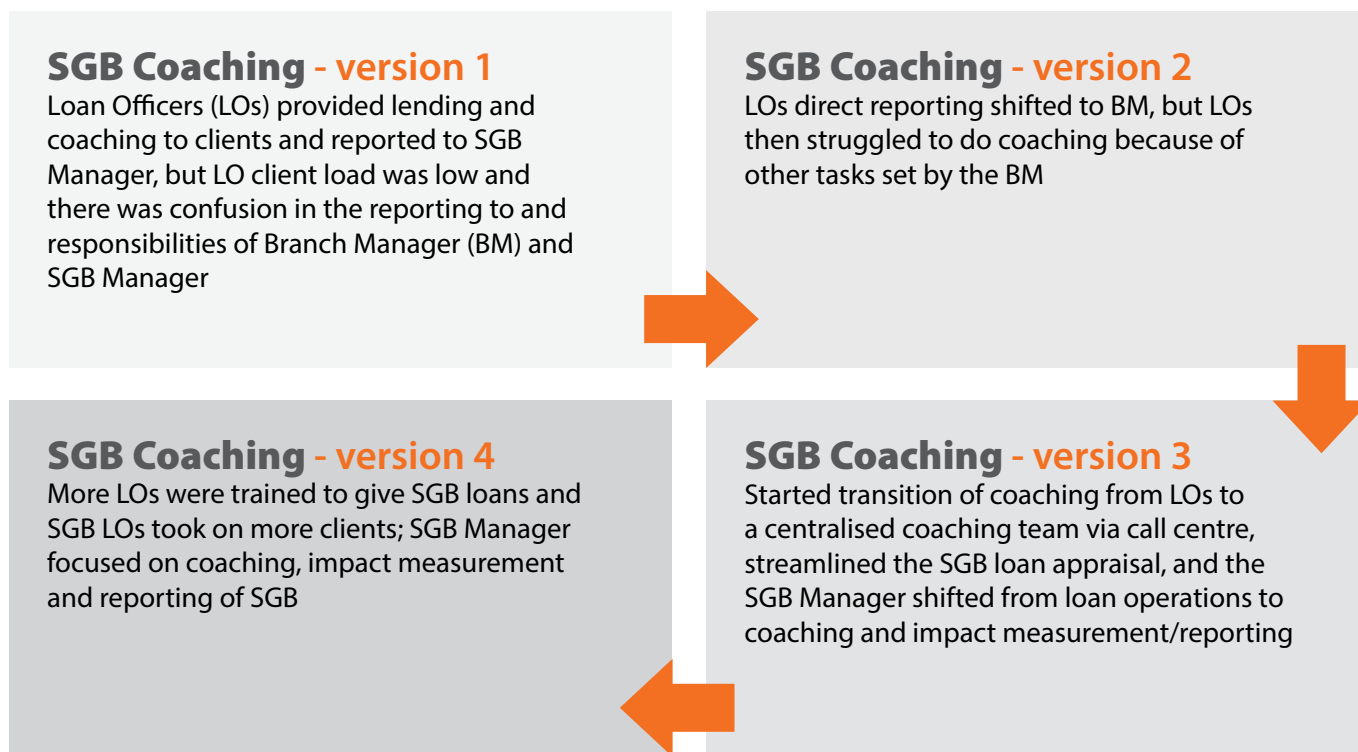 SGB Coaching - version 1
Loan Officers (LOs) provided lending and
coaching to clients and reported to SGB
Manager, but LO client load was low and
there was confusion in the reporting to and
responsibilities of Branch Manager (BM) and
SGB Manager
SGB Coaching - version 2
LOs direct reporting shifted to BM, but LOs
then struggled to do coaching because of
other tasks set by the BM
SGB Coaching - version 3
Started transition of coaching from LOs to
a centralised coaching team via call centre,
streamlined the SGB loan appraisal, and the
SGB Manager shifted from loan operations to
coaching and impact measurement/reporting
SGB Coaching - version 4
More LOs were trained to give SGB loans and
SGB LOs took on more clients; SGB Manager
focused on coaching, impact measurement
and reporting of SGB